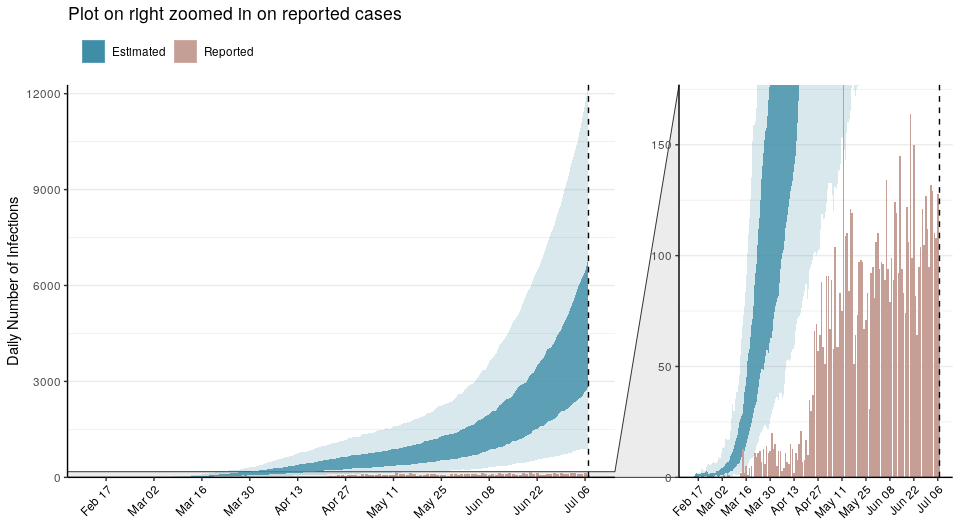 Plot on right zoomed in on reported cases
Estimated Reported
Daily Number of Infections
12000
9000
6000
3000
0
Feb 17 Mar 02 Mar 16 Mar 30 Apr 13 Apr 27 May 11 May 25 Jun 08 Jun 22 Jul 06
150
100
50
0
Feb 17 Mar 02 Mar 16 Mar 30 Apr 13 Apr 27 May 11 May 25 Jun 08 Jun 22 Jul 06